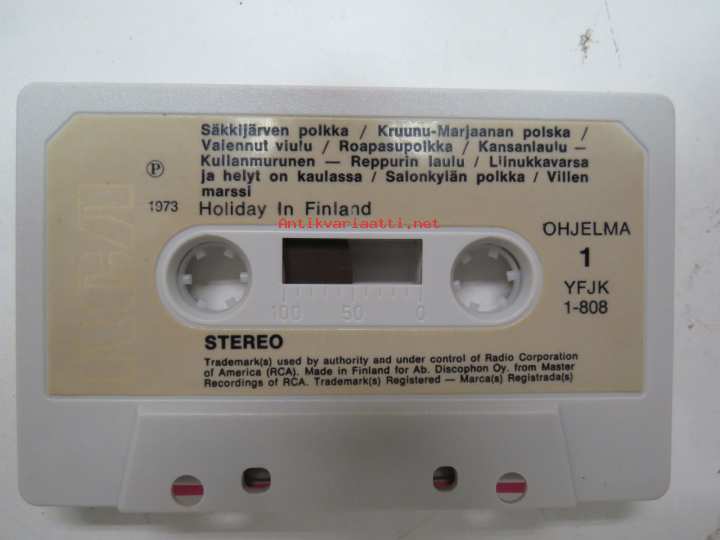 Säkkijärven polkka / Kruunu-Marjaanan polska /
Vaiennut viulu / Roapasupolkka / Kansanlaulu —
Kullanmurunen — Reppurin laulu / Liinukkavarsa
ja helyt on kaulassa / Salonkylän polkka / Villen
marssi
P 1973 Holiday In Finland
Antikvariaatti.net
RCA
OHJELMA
1
YFJK
1-808
100 50 0
STEREO
Trademark(s) used by authority and under control of Radio Corporation
of America (RCA). Made in Finland for Ab. Discophon Oy. from Master
Recordings of RCA. Trademark(s) Registered — Marca(s) Registrada(s)